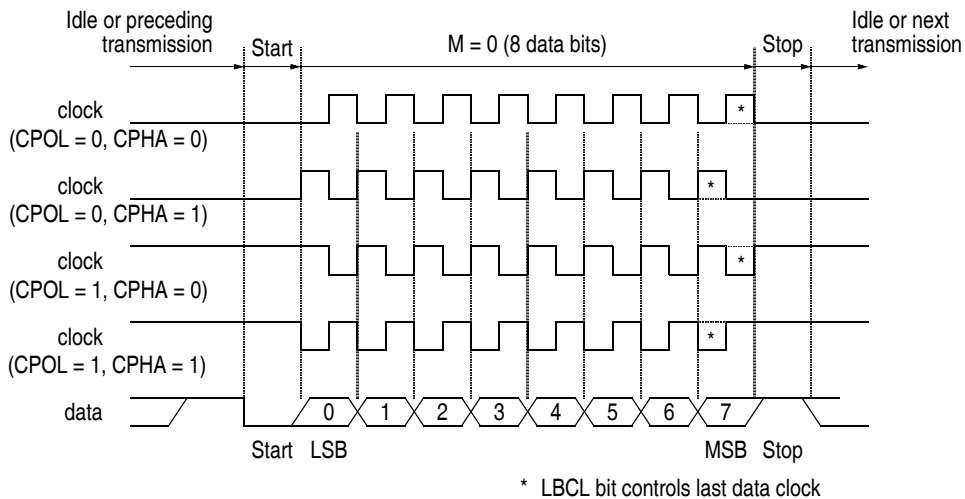 Idle or preceding
transmission
Start
M = 0 (8 data bits)
Stop
Idle or next
transmission
clock
(CPOL = 0, CPHA = 0)
*
clock
(CPOL = 0, CPHA = 1)
*
clock
(CPOL = 1, CPHA = 0)
*
clock
(CPOL = 1, CPHA = 1)
*
data
0 1 2 3 4 5 6 7
Start LSB MSB Stop
* LBCL bit controls last data clock